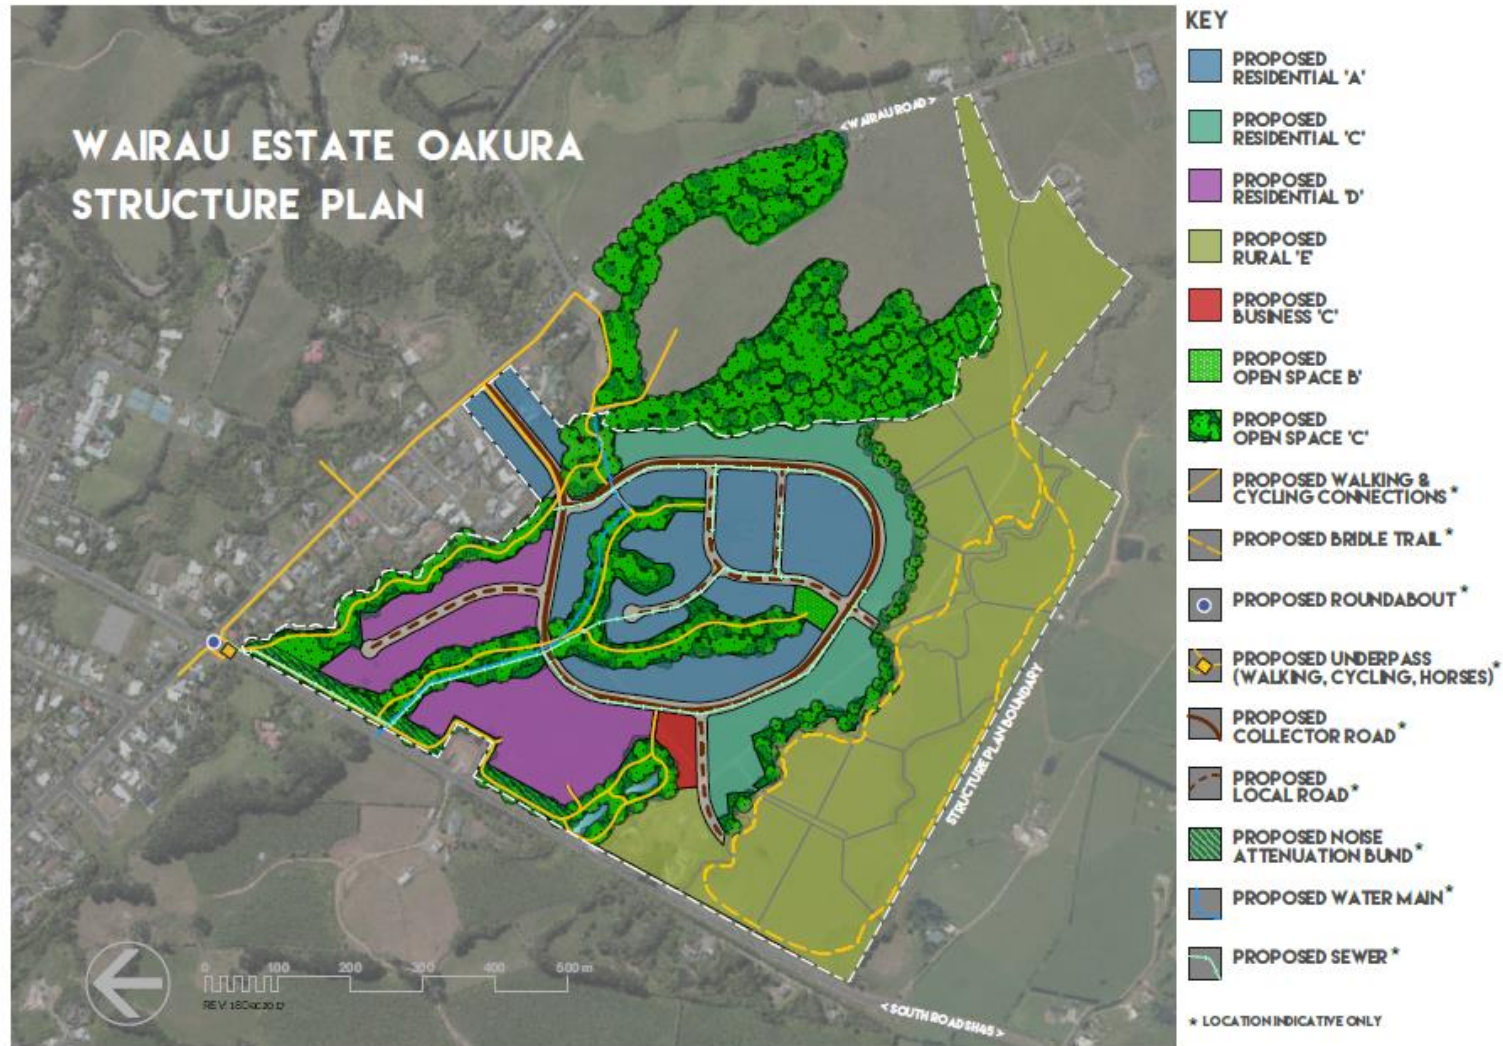 WAIRAU ESTATE OAKURA
STRUCTURE PLAN
< WAIRAU ROAD >
STRUCTURE PLAN BOUNDARY
< SOUTH ROAD SH45 >
0 100 200 300 400 500 m
REV: 18Dec2017
KEY
PROPOSED
RESIDENTIAL 'A'
PROPOSED
RESIDENTIAL 'C'
PROPOSED
RESIDENTIAL 'D'
PROPOSED
RURAL 'E'
PROPOSED
BUSINESS 'C'
PROPOSED
OPEN SPACE B'
PROPOSED
OPEN SPACE 'C'
PROPOSED WALKING &
CYCLING CONNECTIONS *
PROPOSED BRIDLE TRAIL *
PROPOSED ROUNDABOUT *
PROPOSED UNDERPASS
(WALKING, CYCLING, HORSES) *
PROPOSED
COLLECTOR ROAD *
PROPOSED
LOCAL ROAD *
PROPOSED NOISE
ATTENUATION BUND *
PROPOSED WATER MAIN *
PROPOSED SEWER *
* LOCATION INDICATIVE ONLY